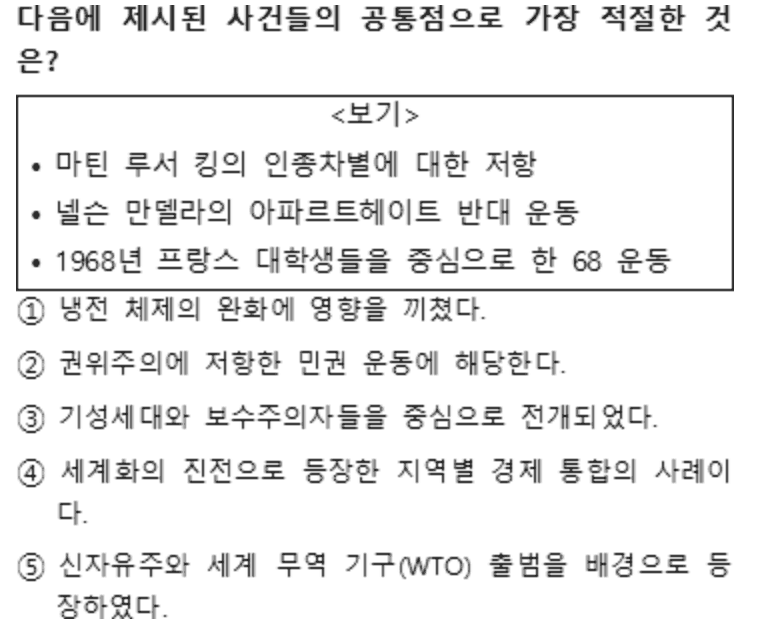 다음에 제시된 사건들의 공통점으로 가장 적절한 것
은?
<보기>
• 마틴 루서 킹의 인종차별에 대한 저항
• 넬슨 만델라의 아파르트헤이트 반대 운동
• 1968년 프랑스 대학생들을 중심으로 한 68 운동
① 냉전 체제의 완화에 영향을 끼쳤다.
② 권위주의에 저항한 민권 운동에 해당한다.
③ 기성세대와 보수주의자들을 중심으로 전개되었다.
④ 세계화의 진전으로 등장한 지역별 경제 통합의 사례이
다.
⑤ 신자유주와 세계 무역 기구(WTO) 출범을 배경으로 등
장하였다.